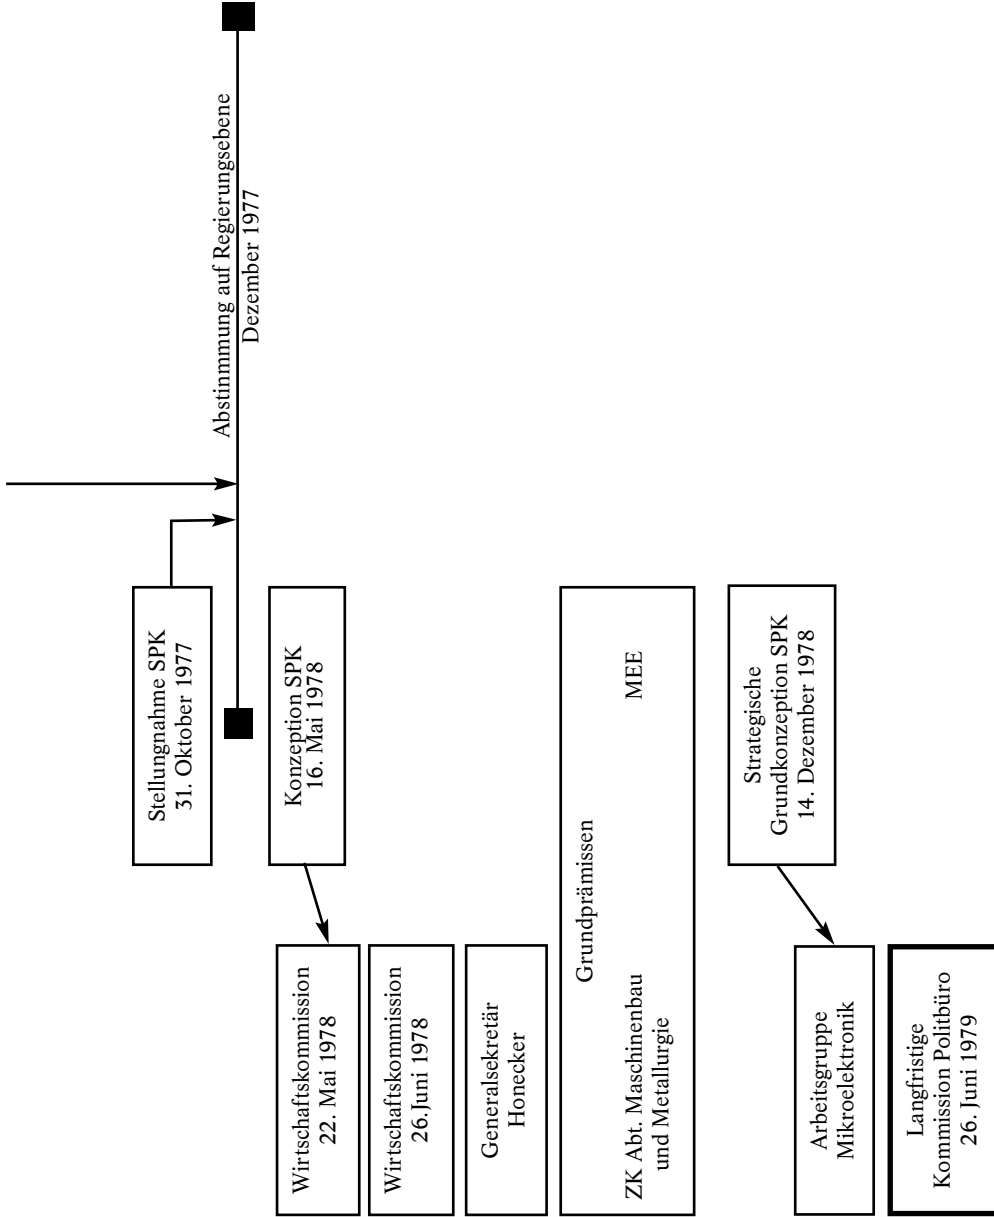 Abstinmmung auf Regierungsebene
Dezember 1977
Stellungnahme SPK
31. Oktober 1977
Konzeption SPK
16. Mai 1978
Wirtschaftskommission
22. Mai 1978
Wirtschaftskommission
26.Juni 1978
Generalsekretär
Honecker
Grundprämissen
ZK Abt. Maschinenbau
und Metallurgie
MEE
Strategische
Grundkonzeption SPK
14. Dezember 1978
Arbeitsgruppe
Mikroelektronik
Langfristige
Kommission Politbüro
26. Juni 1979